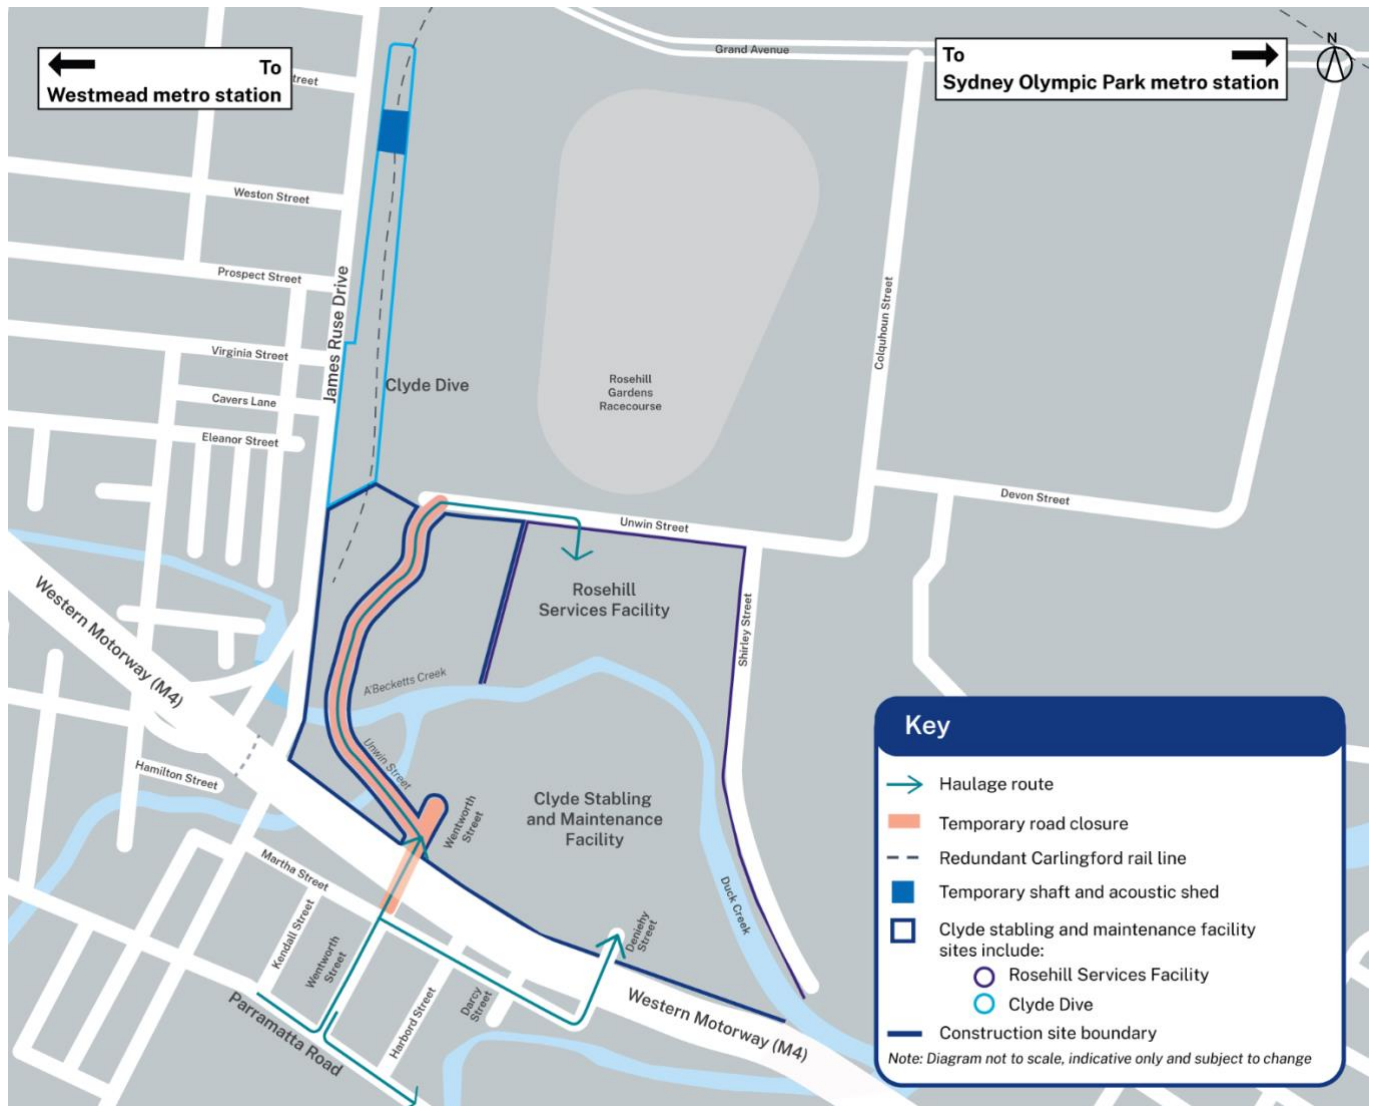 To
Westmead metro station
To
Sydney Olympic Park metro station
N
Grand Avenue
treet
Weston Street
Prospect Street
Virginia Street
Cavers Lane
Eleanor Street
James Ruse Drive
Clyde Dive
Rosehill
Gardens
Racecourse
Colquhoun Street
Devon Street
Unwin Street
Rosehill
Services Facility
Shirley Street
Western Motorway (M4)
A'Becketts Creek
Unwin Street
Hamilton Street
Wentworth
Street
Clyde Stabling
and Maintenance
Facility
Martha Street
Kendall Street
Wentworth
Street
Harbord Street
Darcy
Street
Deniehy
Street
Duck Creek
Parramatta Road
Western Motorway (M4)
Key
Haulage route
Temporary road closure
Redundant Carlingford rail line
Temporary shaft and acoustic shed
Clyde stabling and maintenance facility
sites include:
Rosehill Services Facility
Clyde Dive
Construction site boundary
Note: Diagram not to scale, indicative only and subject to change